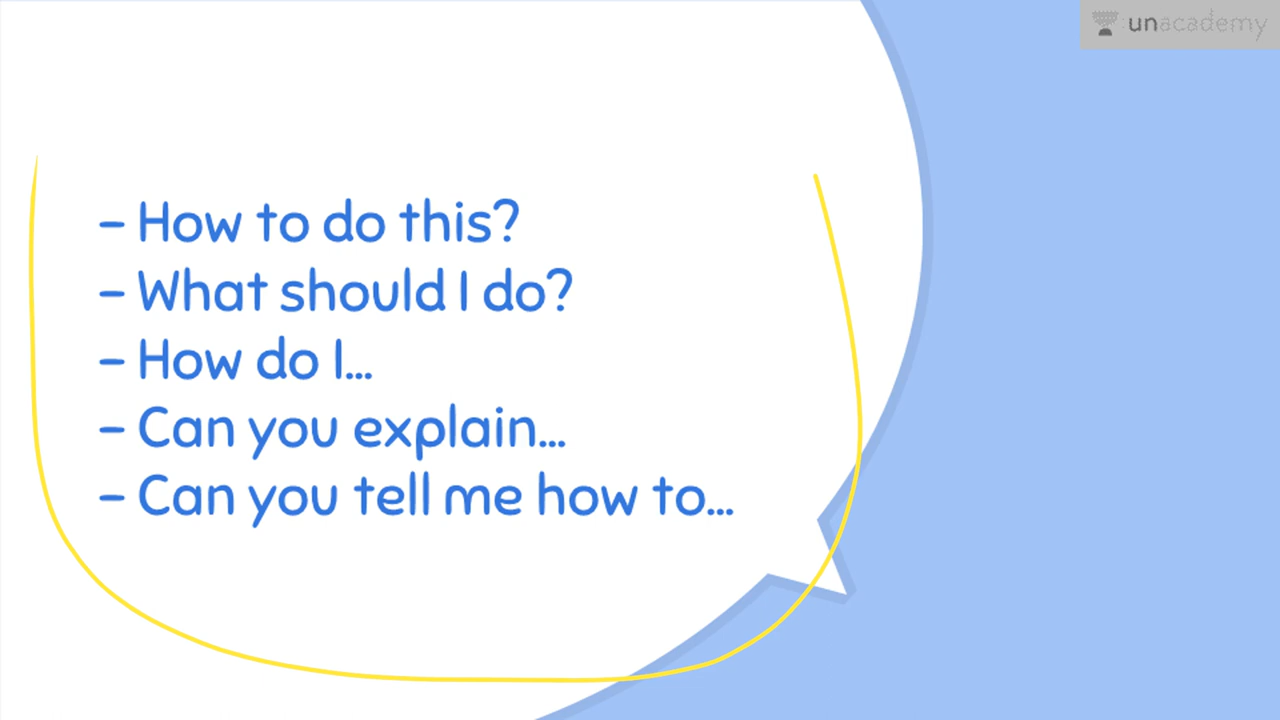 unacademy
– How to do this?
– What should I do?
– How do I...
– Can you explain...
– Can you tell me how to...